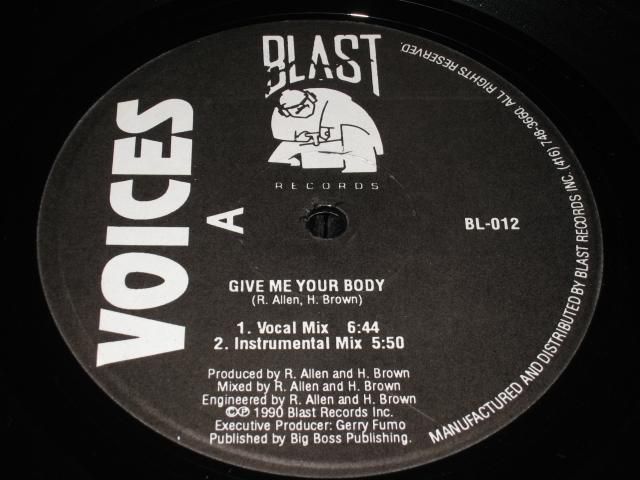 BLAST
RECORDS
VOICES
A
BL-012
GIVE ME YOUR BODY
(R. Allen, H. Brown)
1. Vocal Mix 6:44
2. Instrumental Mix 5:50
Produced by R. Allen and H. Brown
Mixed by R. Allen and H. Brown
Engineered by R. Allen and H. Brown
©℗ 1990 Blast Records Inc.
Executive Producer: Gerry Fumo
Published by Big Boss Publishing.
MANUFACTURED AND DISTRIBUTED BY BLAST RECORDS INC. (416) 748-3660. ALL RIGHTS RESERVED.